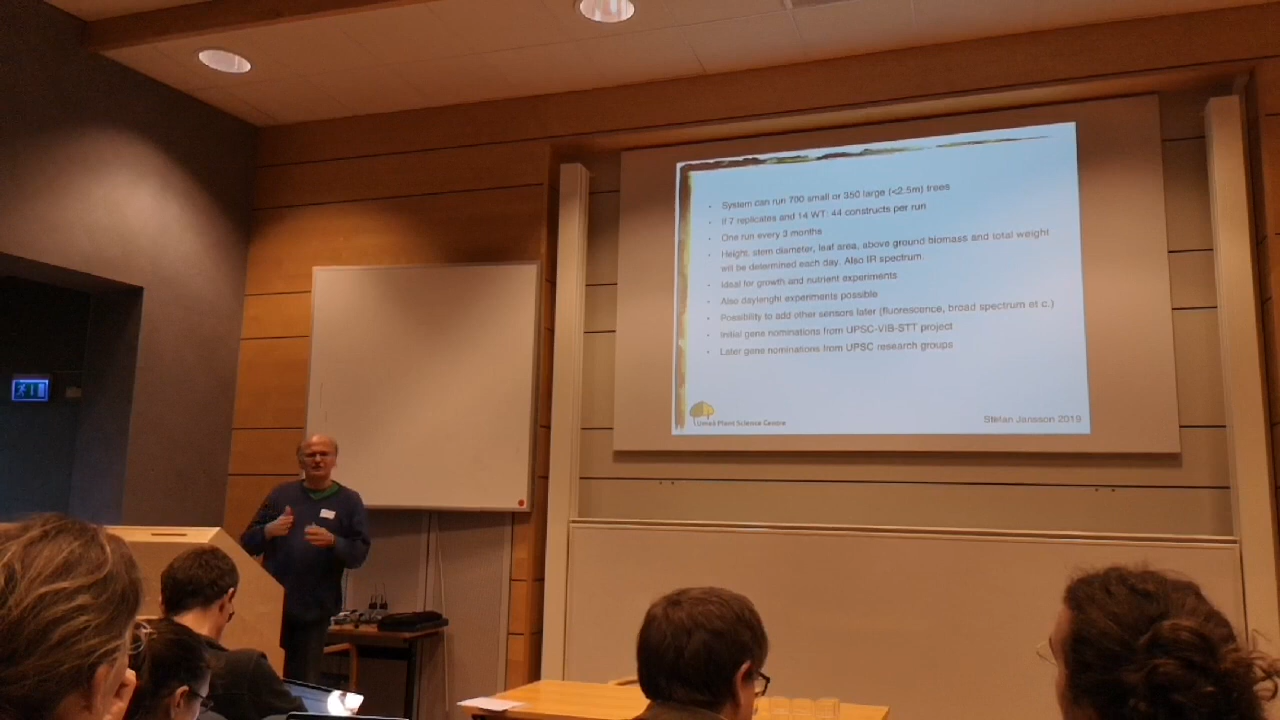 System can run 700 small or 350 large (<2.5m) trees
If 7 replicates and 14 WT: 44 constructs per run
One run every 3 months
Height, stem diameter, leaf area, above ground biomass and total weight
will be determined each day. Also IR spectrum.
Ideal for growth and nutrient experiments
Also daylenght experiments possible
Possibility to add other sensors later (fluorescence, broad spectrum et c.)
Initial gene nominations from UPSC-VIB-STT project
Later gene nominations from UPSC research groups
Umeå Plant Science Centre
Stefan Jansson 2019